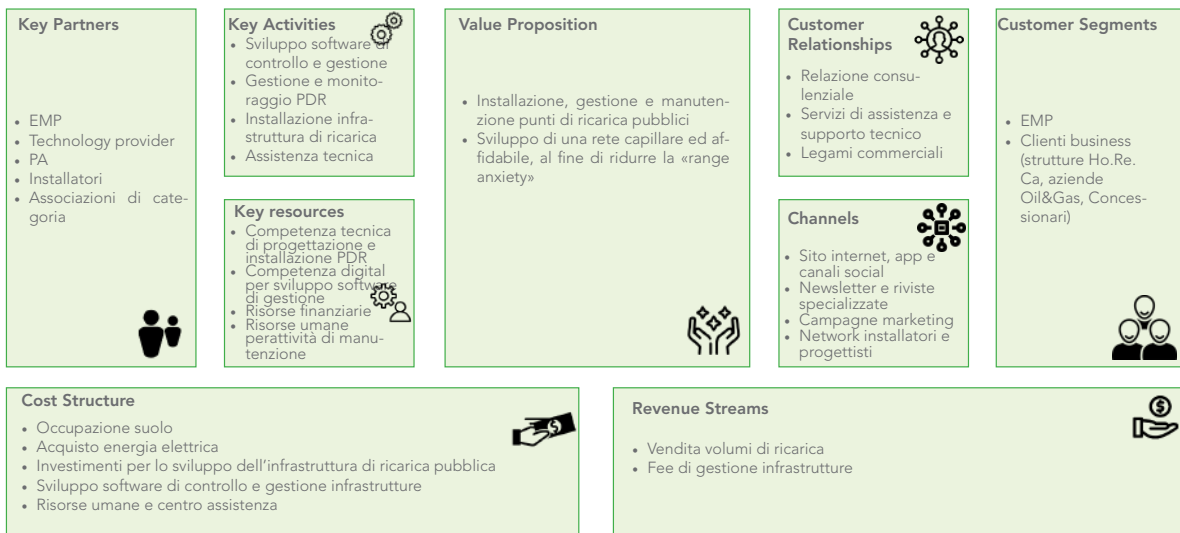 Key Partners
• EMP
• Technology provider
• PA
• Installatori
• Associazioni di cate-
goria
Key Activities
• Sviluppo software di
controllo e gestione
• Gestione e monito-
raggio PDR
• Installazione infra-
struttura di ricarica
• Assistenza tecnica
Key resources
• Competenza tecnica
di progettazione e
installazione PDR
• Competenza digital
per sviluppo software
di gestione
• Risorse finanziarie
• Risorse umane
perattività di manu-
tenzione
Value Proposition
• Installazione, gestione e manuten-
zione punti di ricarica pubblici
• Sviluppo di una rete capillare ed af-
fidabile, al fine di ridurre la «range
anxiety»
Customer
Relationships
• Relazione consu-
lenziale
• Servizi di assistenza e
supporto tecnico
• Legami commerciali
Channels
• Sito internet, app e
canali social
• Newsletter e riviste
specializzate
• Campagne marketing
• Network installatori e
progettisti
Customer Segments
• EMP
• Clienti business
(strutture Ho.Re.
Ca, aziende
Oil&Gas, Conces-
sionari)
Cost Structure
• Occupazione suolo
• Acquisto energia elettrica
• Investimenti per lo sviluppo dell'infrastruttura di ricarica pubblica
• Sviluppo software di controllo e gestione infrastrutture
• Risorse umane e centro assistenza
Revenue Streams
• Vendita volumi di ricarica
• Fee di gestione infrastrutture